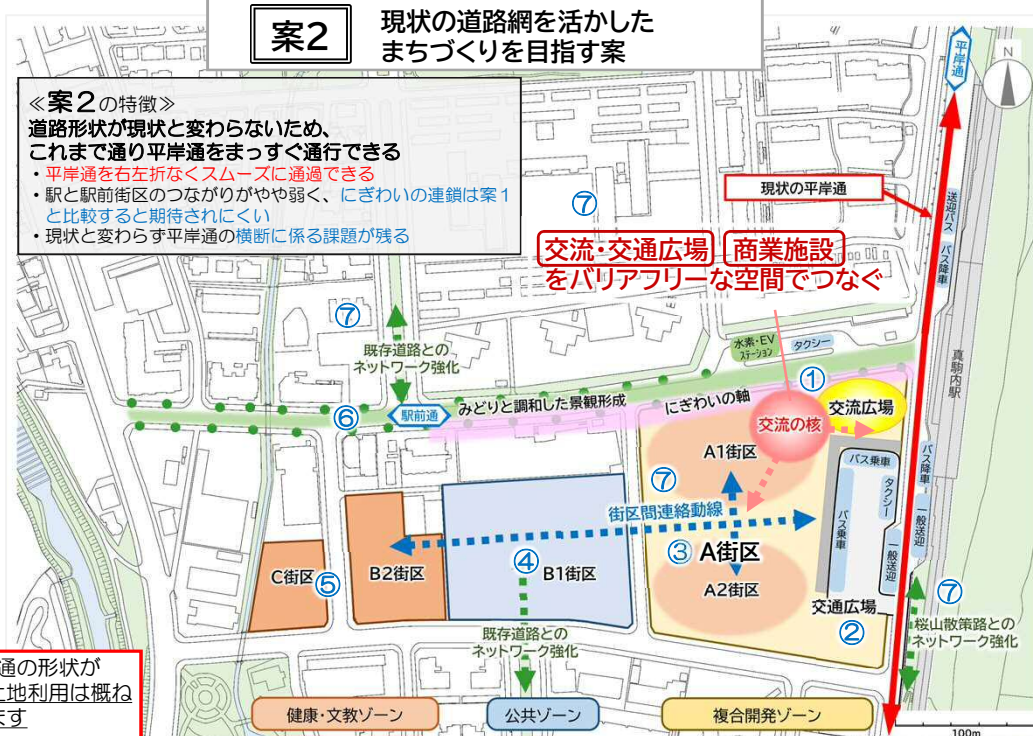 案2
現状の道路網を活かした
まちづくりを目指す案
≪案2の特徴≫
道路形状が現状と変わらないため、
これまで通り平岸通をまっすぐ通行できる
・平岸通を右左折なくスムーズに通過できる
・駅と駅前街区のつながりがやや弱く、にぎわいの連鎖は案1
と比較すると期待されにくい
・現状と変わらず平岸通の横断に係る課題が残る
平岸通
N
現状の平岸通
送迎バス
バス降車
⑦
交流・交通広場 商業施設
をバリアフリーな空間でつなぐ
⑦
既存道路との
ネットワーク強化
水素・EV
ステーション
タクシー
真駒内駅
①
⑥
駅前通
みどりと調和した景観形成
にぎわいの軸
交流の核
交流広場
A1街区
バス乗車
バス降車
タクシー
一般送迎
⑦
街区間連絡動線
バス乗車
一般送迎
③
A街区
④
B1街区
B2街区
C街区
⑤
A2街区
交通広場
②
⑦
桜山散策路との
ネットワーク強化
既存道路との
ネットワーク強化
通の形状が
土地利用は概ね
ます
健康・文教ゾーン
公共ゾーン
複合開発ゾーン
100m